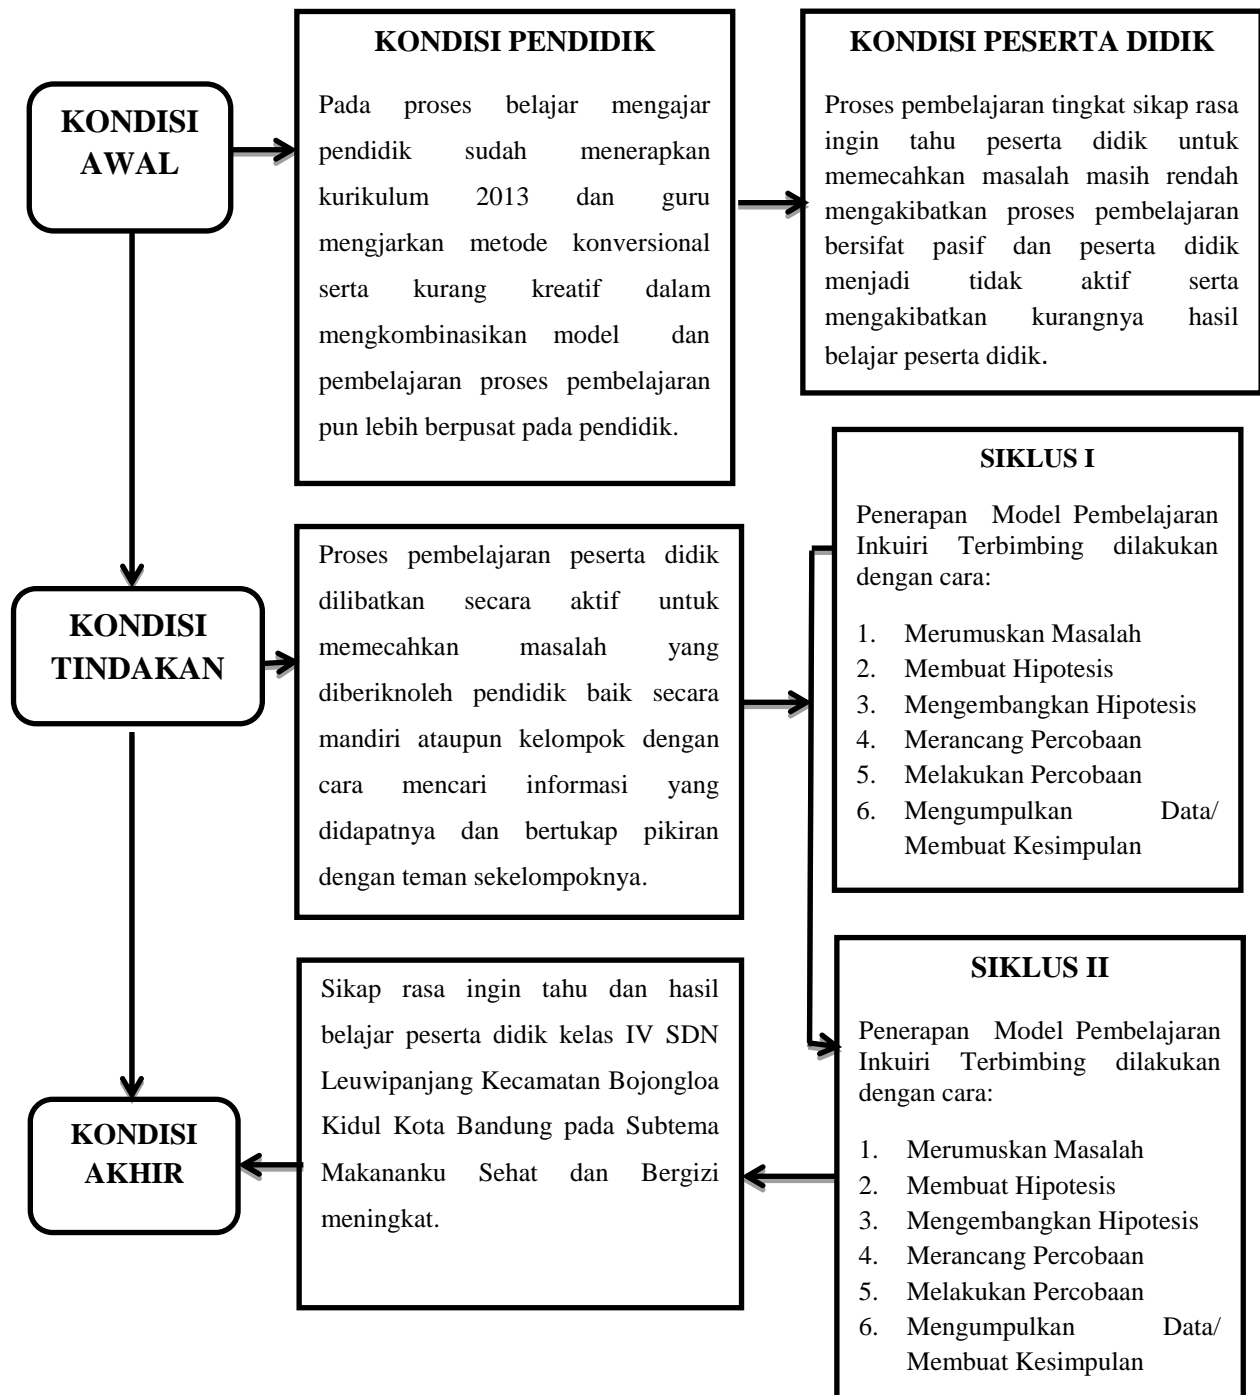 KONDISI
AWAL
KONDISI PENDIDIK
Pada proses belajar mengajar
pendidik sudah menerapkan
kurikulum 2013 dan guru
mengjarkan metode konversional
serta kurang kreatif dalam
mengkombinasikan model dan
pembelajaran proses pembelajaran
pun lebih berpusat pada pendidik.
KONDISI PESERTA DIDIK
Proses pembelajaran tingkat sikap rasa
ingin tahu peserta didik untuk
memecahkan masalah masih rendah
mengakibatkan proses pembelajaran
bersifat pasif dan peserta didik
menjadi tidak aktif serta
mengakibatkan kurangnya hasil
belajar peserta didik.
KONDISI
TINDAKAN
Proses pembelajaran peserta didik
dilibatkan secara aktif untuk
memecahkan masalah yang
diberiknoleh pendidik baik secara
mandiri ataupun kelompok dengan
cara mencari informasi yang
didapatnya dan bertukap pikiran
dengan teman sekelompoknya.
SIKLUS I
Penerapan Model Pembelajaran
Inkuiri Terbimbing dilakukan
dengan cara:
1. Merumuskan Masalah
2. Membuat Hipotesis
3. Mengembangkan Hipotesis
4. Merancang Percobaan
5. Melakukan Percobaan
6. Mengumpulkan Data/
Membuat Kesimpulan
SIKLUS II
Penerapan Model Pembelajaran
Inkuiri Terbimbing dilakukan
dengan cara:
1. Merumuskan Masalah
2. Membuat Hipotesis
3. Mengembangkan Hipotesis
4. Merancang Percobaan
5. Melakukan Percobaan
6. Mengumpulkan Data/
Membuat Kesimpulan
Sikap rasa ingin tahu dan hasil
belajar peserta didik kelas IV SDN
Leuwipanjang Kecamatan Bojongloa
Kidul Kota Bandung pada Subtema
Makananku Sehat dan Bergizi
meningkat.
KONDISI
AKHIR